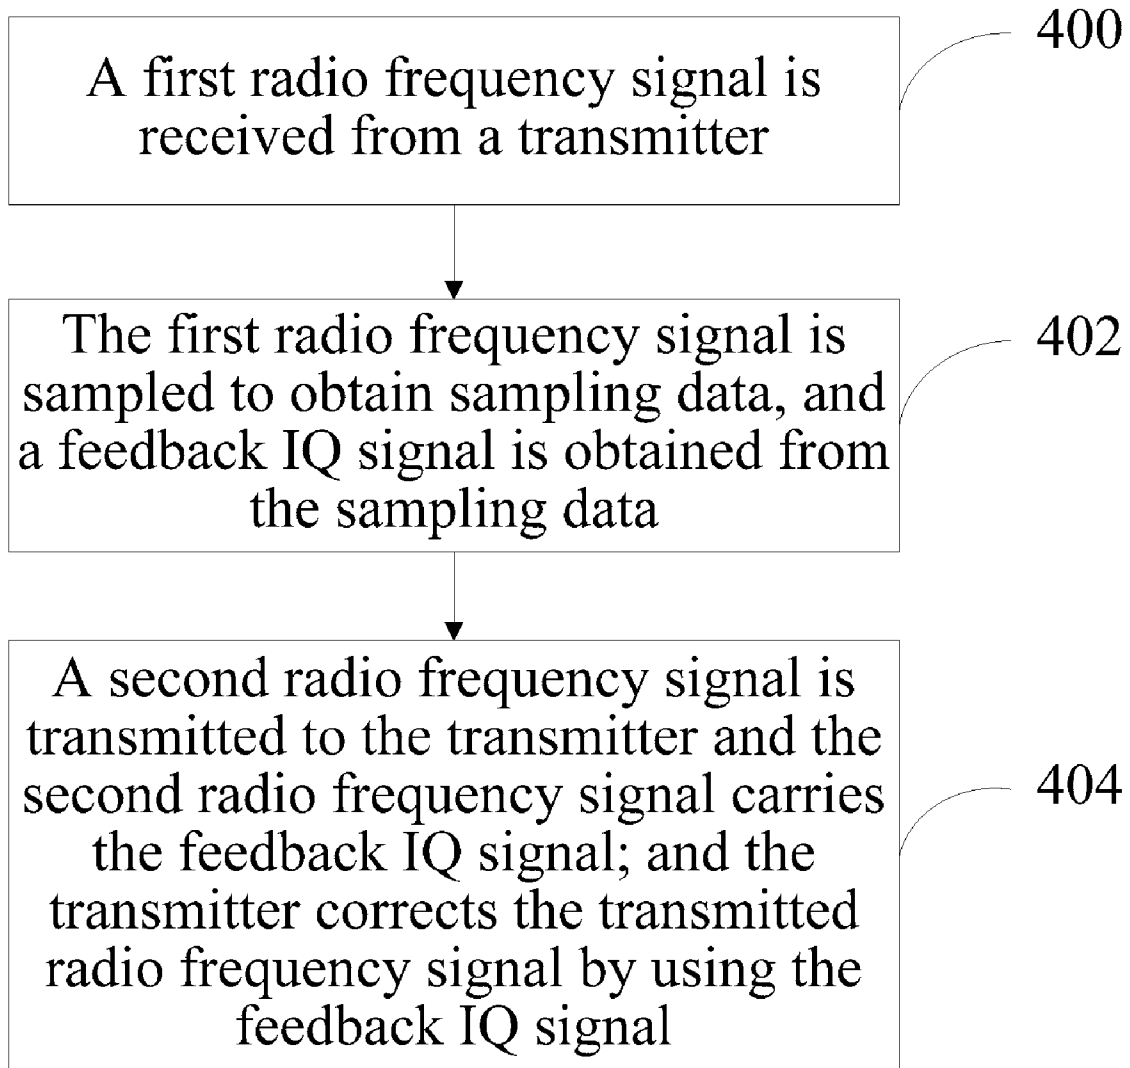 A first radio frequency signal is
received from a transmitter
400
The first radio frequency signal is
sampled to obtain sampling data, and
a feedback IQ signal is obtained from
the sampling data
402
A second radio frequency signal is
transmitted to the transmitter and the
second radio frequency signal carries
the feedback IQ signal; and the
transmitter corrects the transmitted
radio frequency signal by using the
feedback IQ signal
404